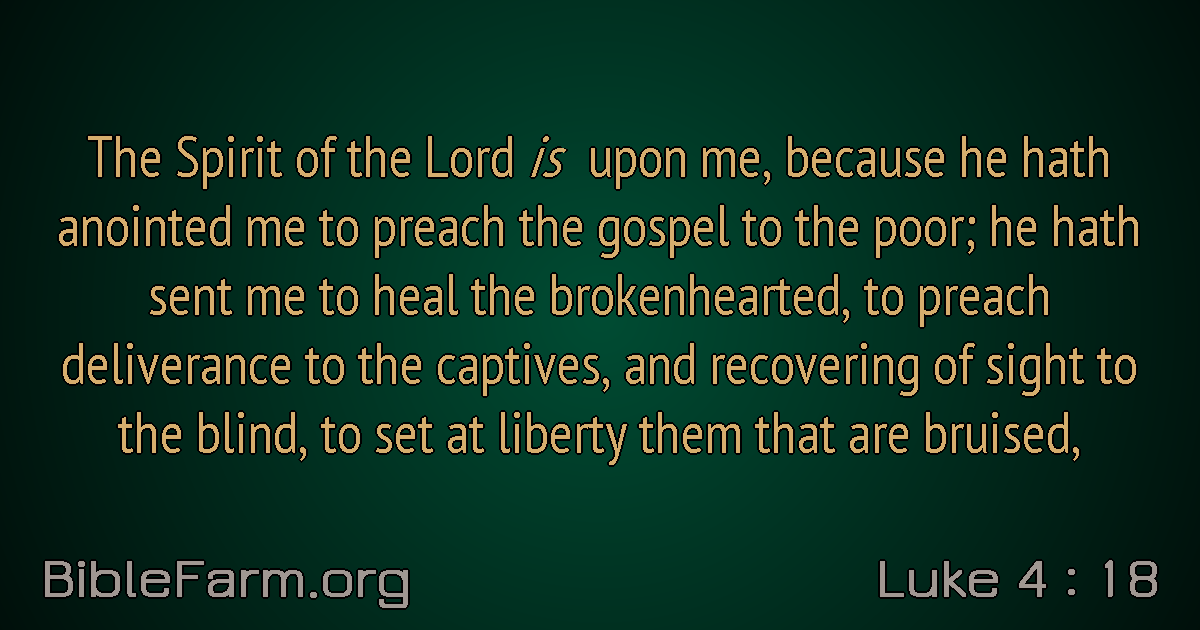 The Spirit of the Lord is upon me, because he hath
anointed me to preach the gospel to the poor; he hath
sent me to heal the brokenhearted, to preach
deliverance to the captives, and recovering of sight to
the blind, to set at liberty them that are bruised,
BibleFarm.org
Luke 4 : 18